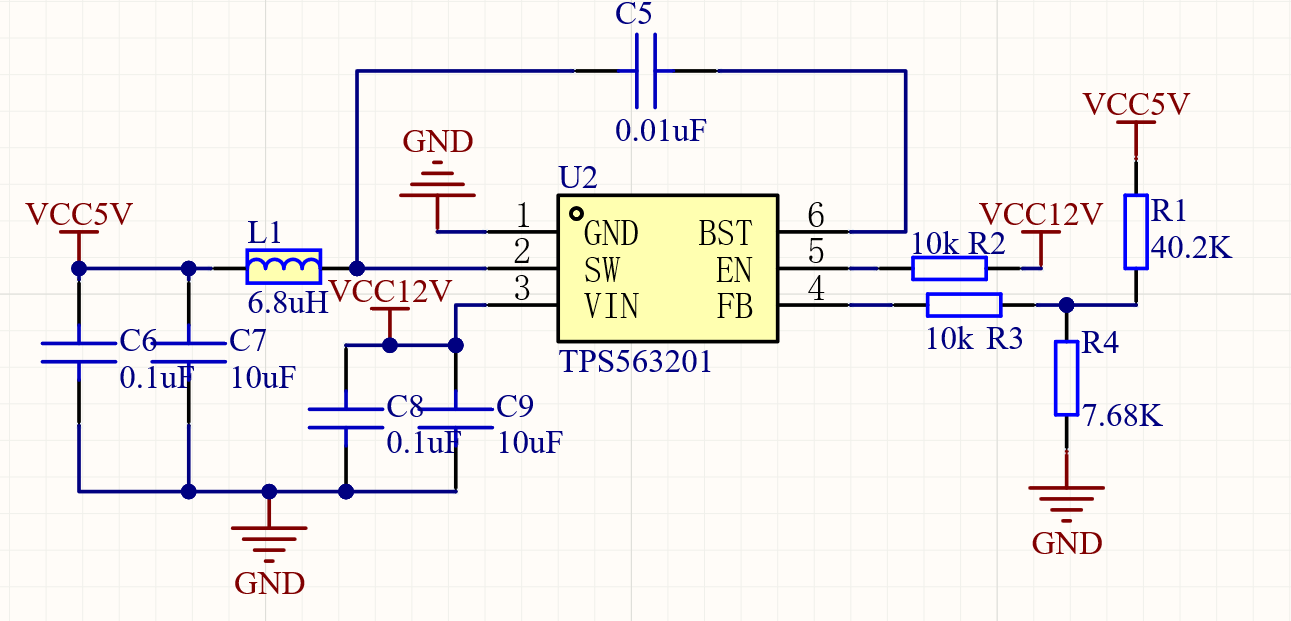 C5
0.01uF
GND
VCC5V
U2
VCC5V
L1
6.8uH
VCC12V
1
2
3
GND
SW
VIN
BST
EN
FB
6
5
4
TPS563201
10k R2
VCC12V
R1
40.2K
10k R3
R4
7.68K
GND
C6
0.1uF
C7
10uF
C8
0.1uF
C9
10uF
GND